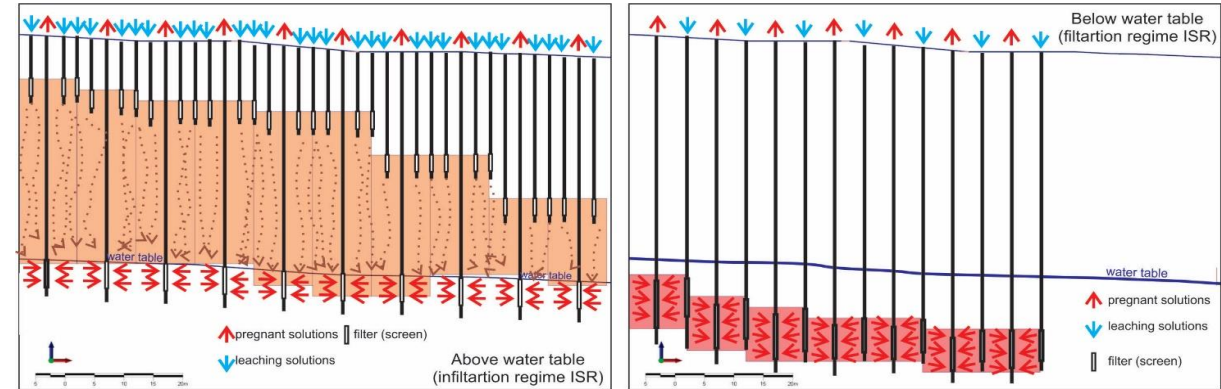 water table
water table
pregnant solutions
filter (screen)
leaching solutions
Above water table
(infiltartion regime ISR)
5 0 5 10 15 20m
Below water table
(filtartion regime ISR)
water table
pregnant solutions
leaching solutions
filter (screen)
5 0 5 10 15 20m